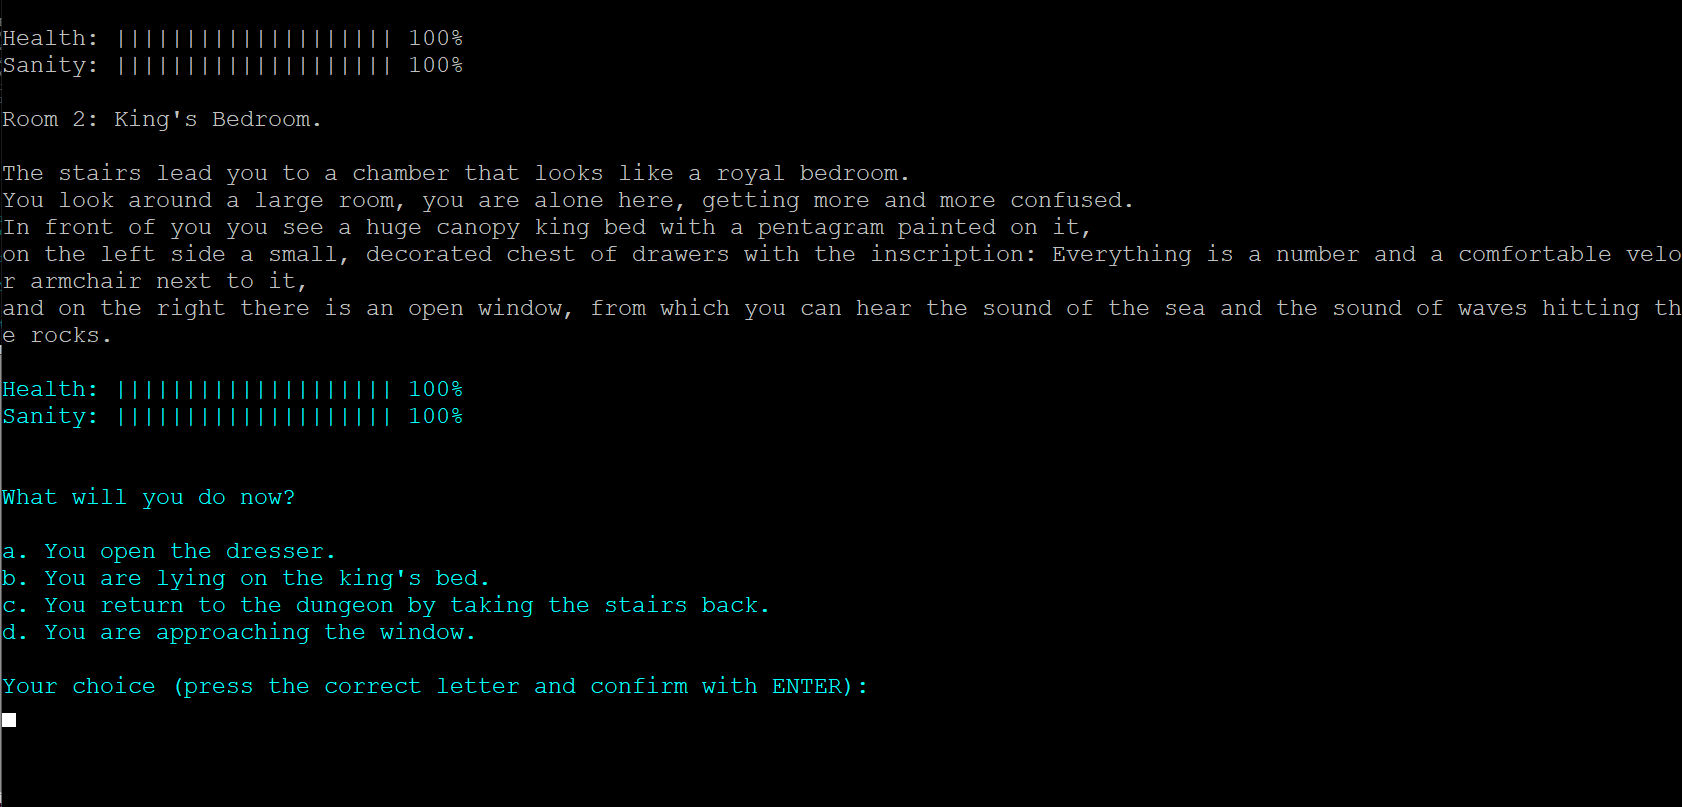 Health: |||||||||||||||||||| 100%
Sanity: |||||||||||||||||||| 100%
Room 2: King's Bedroom.
The stairs lead you to a chamber that looks like a royal bedroom.
You look around a large room, you are alone here, getting more and more confused.
In front of you you see a huge canopy king bed with a pentagram painted on it,
on the left side a small, decorated chest of drawers with the inscription: Everything is a number and a comfortable velo
r armchair next to it,
and on the right there is an open window, from which you can hear the sound of the sea and the sound of waves hitting th
e rocks.
Health: |||||||||||||||||||| 100%
Sanity: |||||||||||||||||||| 100%
What will you do now?
a. You open the dresser.
b. You are lying on the king's bed.
c. You return to the dungeon by taking the stairs back.
d. You are approaching the window.
Your choice (press the correct letter and confirm with ENTER):